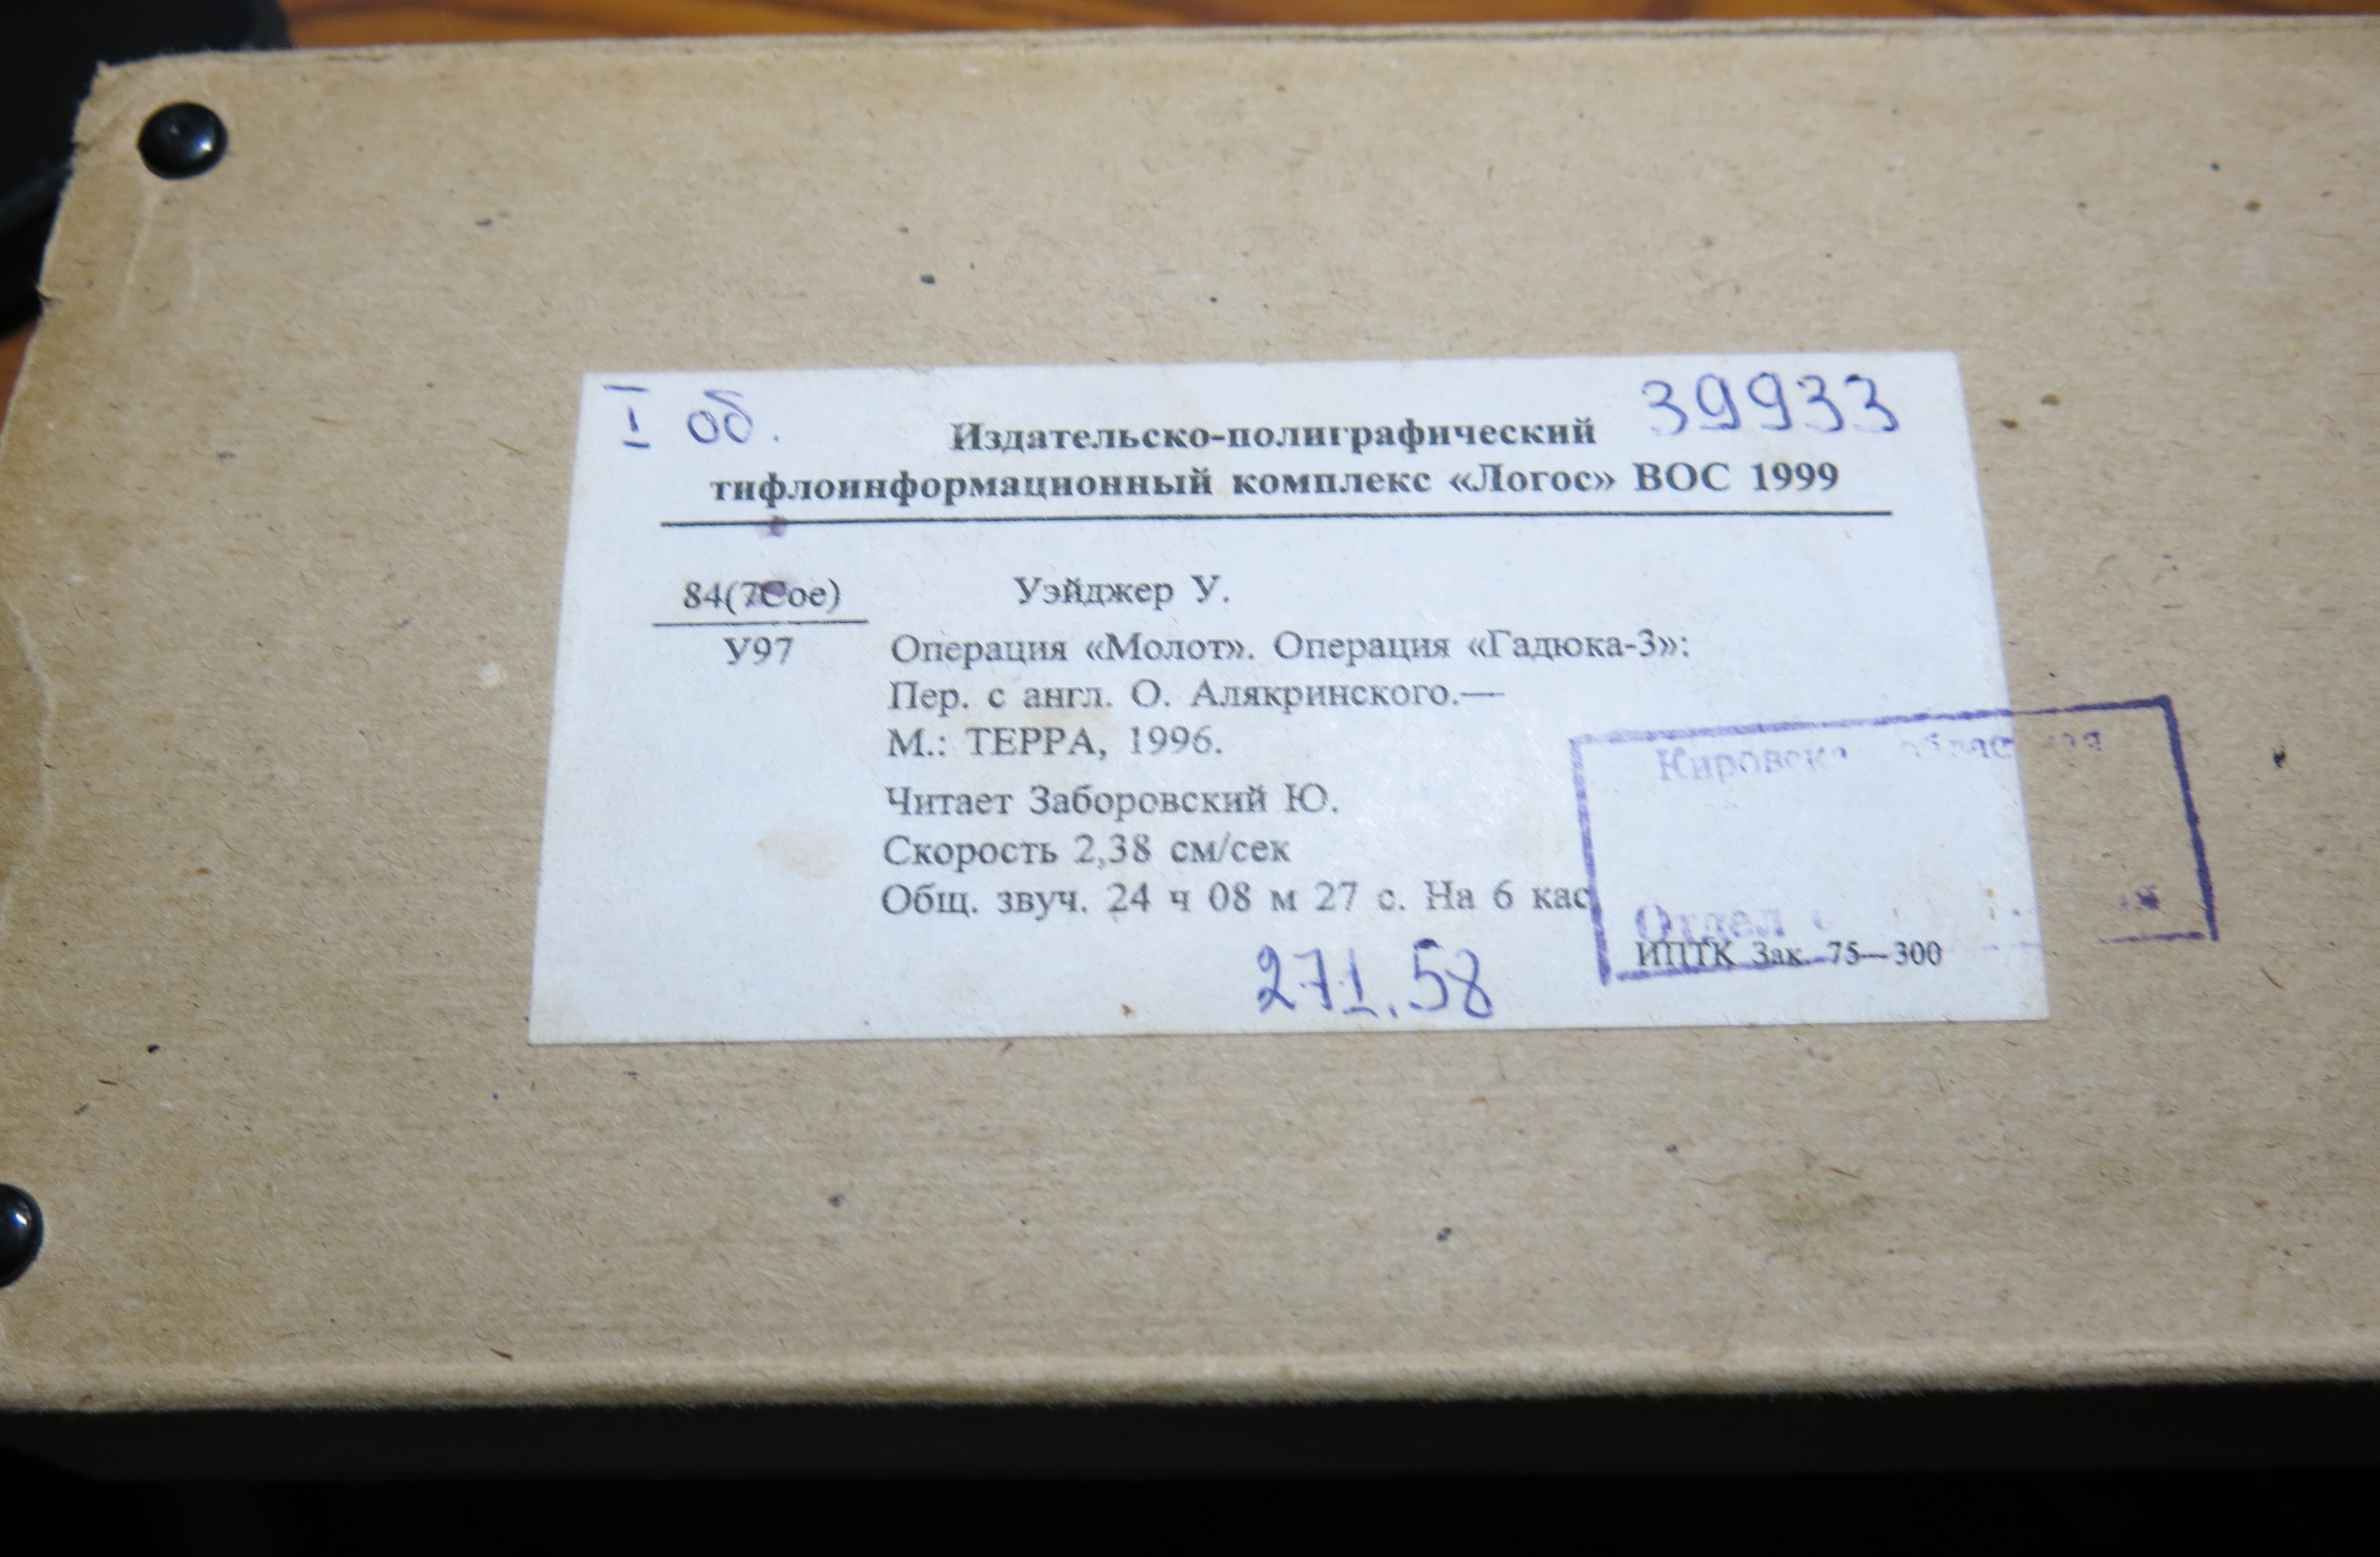 I об. 39933
Издательско-полиграфический
тифлоинформационный комплекс «Логос» ВОС 1999
84(7Сое) Уэйджер У.
У97 Операция «Молот». Операция «Гадюка-3»:
Пер. с англ. О. Алякринского.—
М.: ТЕРРА, 1996.
Читает Заборовский Ю.
Скорость 2,38 см/сек
Общ. звуч. 24 ч 08 м 27 с. На 6 кас
Отдел
ИПТК Зак. 75—300
271.58